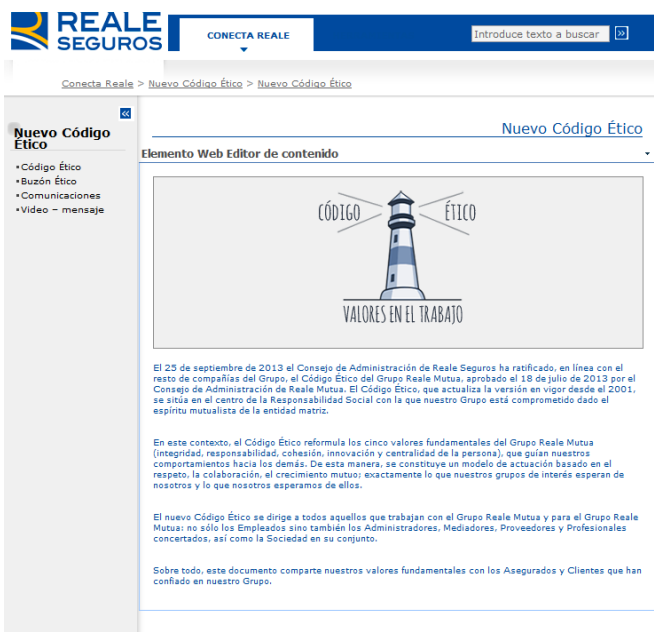 REALE
SEGUROS
CONECTA REALE
Introduce texto a buscar
Conecta Reale > Nuevo Código Ético > Nuevo Código Ético
Nuevo Código
Ético
Código Ético
Buzón Ético
Comunicaciones
Video – mensaje
Nuevo Código Ético
Elemento Web Editor de contenido
CÓDIGO ÉTICO
VALORES EN EL TRABAJO
El 25 de septiembre de 2013 el Consejo de Administración de Reale Seguros ha ratificado, en línea con el
resto de compañías del Grupo, el Código Ético del Grupo Reale Mutua, aprobado el 18 de julio de 2013 por el
Consejo de Administración de Reale Mutua. El Código Ético, que actualiza la versión en vigor desde el 2001,
se sitúa en el centro de la Responsabilidad Social con la que nuestro Grupo está comprometido dado el
espíritu mutualista de la entidad matriz.
En este contexto, el Código Ético reformula los cinco valores fundamentales del Grupo Reale Mutua
(integridad, responsabilidad, cohesión, innovación y centralidad de la persona), que guían nuestros
comportamientos hacia los demás. De esta manera, se constituye un modelo de actuación basado en el
respeto, la colaboración, el crecimiento mutuo; exactamente lo que nuestros grupos de interés esperan de
nosotros y lo que nosotros esperamos de ellos.
El nuevo Código Ético se dirige a todos aquellos que trabajan con el Grupo Reale Mutua y para el Grupo Reale
Mutua: no sólo los Empleados sino también los Administradores, Mediadores, Proveedores y Profesionales
concertados, así como la Sociedad en su conjunto.
Sobre todo, este documento comparte nuestros valores fundamentales con los Asegurados y Clientes que han
confiado en nuestro Grupo.